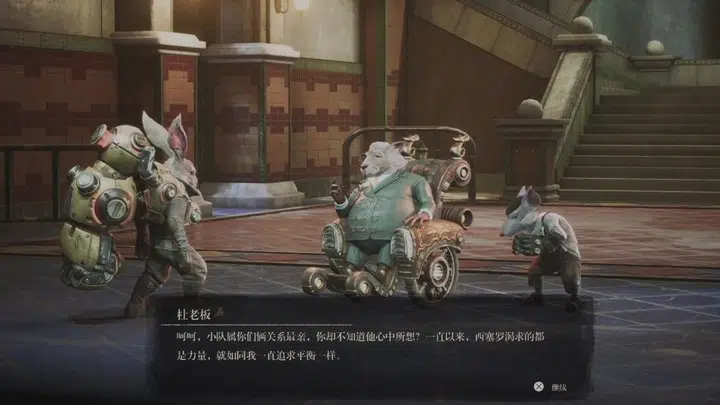 杜老板
呵呵，小队属你们俩关系最亲，你却不知道他心中所想？一直以来，西塞罗渴求的都
是力量，就如同我一直追求平衡一样。
继续